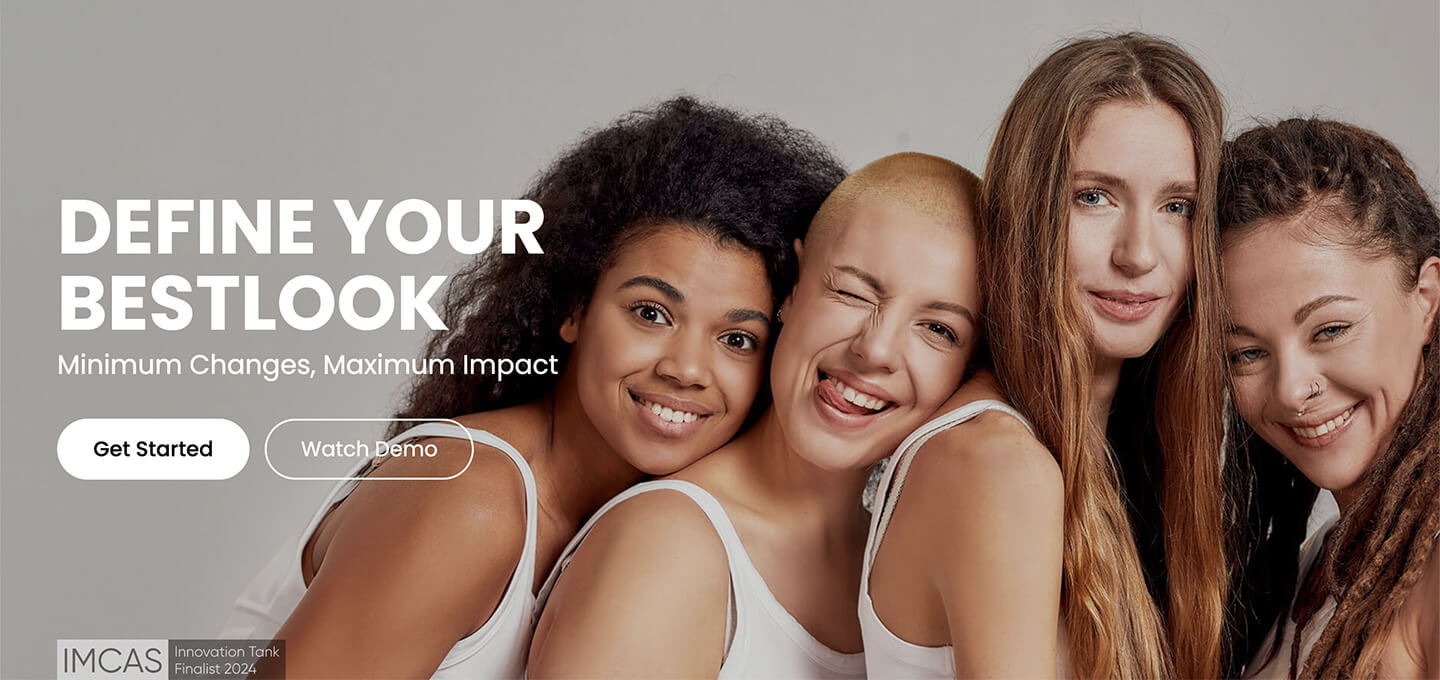 DEFINE YOUR
BESTLOOK
Minimum Changes, Maximum Impact
Get Started
Watch Demo
IMCAS
Innovation Tank
Finalist 2024